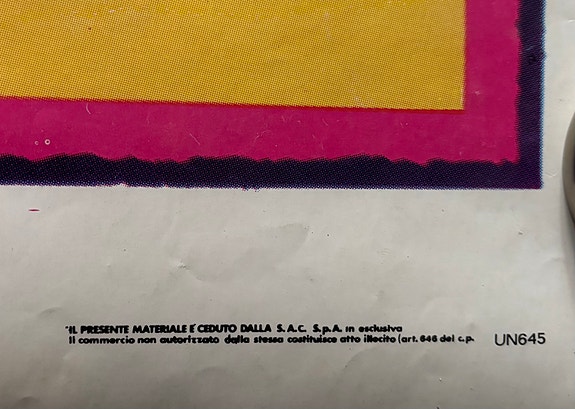 "IL PRESENTE MATERIALE E' CEDUTO DALLA S.A.C. S.p.A. in esclusiva
Il commercio non autorizzato dalla stessa costituisce atto illecito (art. 646 del c.p.
UN645